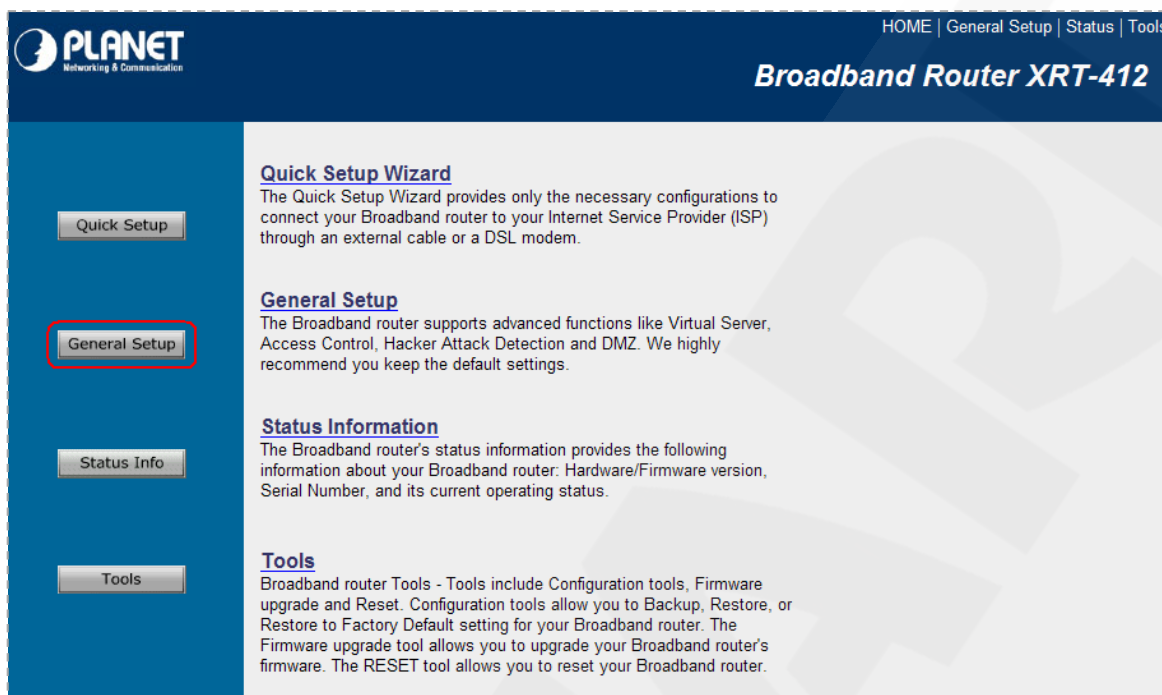 PLANET
Networking & Communication
HOME | General Setup | Status | Tools
Broadband Router XRT-412
Quick Setup
General Setup
Status Info
Tools
Quick Setup Wizard
The Quick Setup Wizard provides only the necessary configurations to
connect your Broadband router to your Internet Service Provider (ISP)
through an external cable or a DSL modem.
General Setup
The Broadband router supports advanced functions like Virtual Server,
Access Control, Hacker Attack Detection and DMZ. We highly
recommend you keep the default settings.
Status Information
The Broadband router's status information provides the following
information about your Broadband router: Hardware/Firmware version,
Serial Number, and its current operating status.
Tools
Broadband router Tools - Tools include Configuration tools, Firmware
upgrade and Reset. Configuration tools allow you to Backup, Restore, or
Restore to Factory Default setting for your Broadband router. The
Firmware upgrade tool allows you to upgrade your Broadband router's
firmware. The RESET tool allows you to reset your Broadband router.